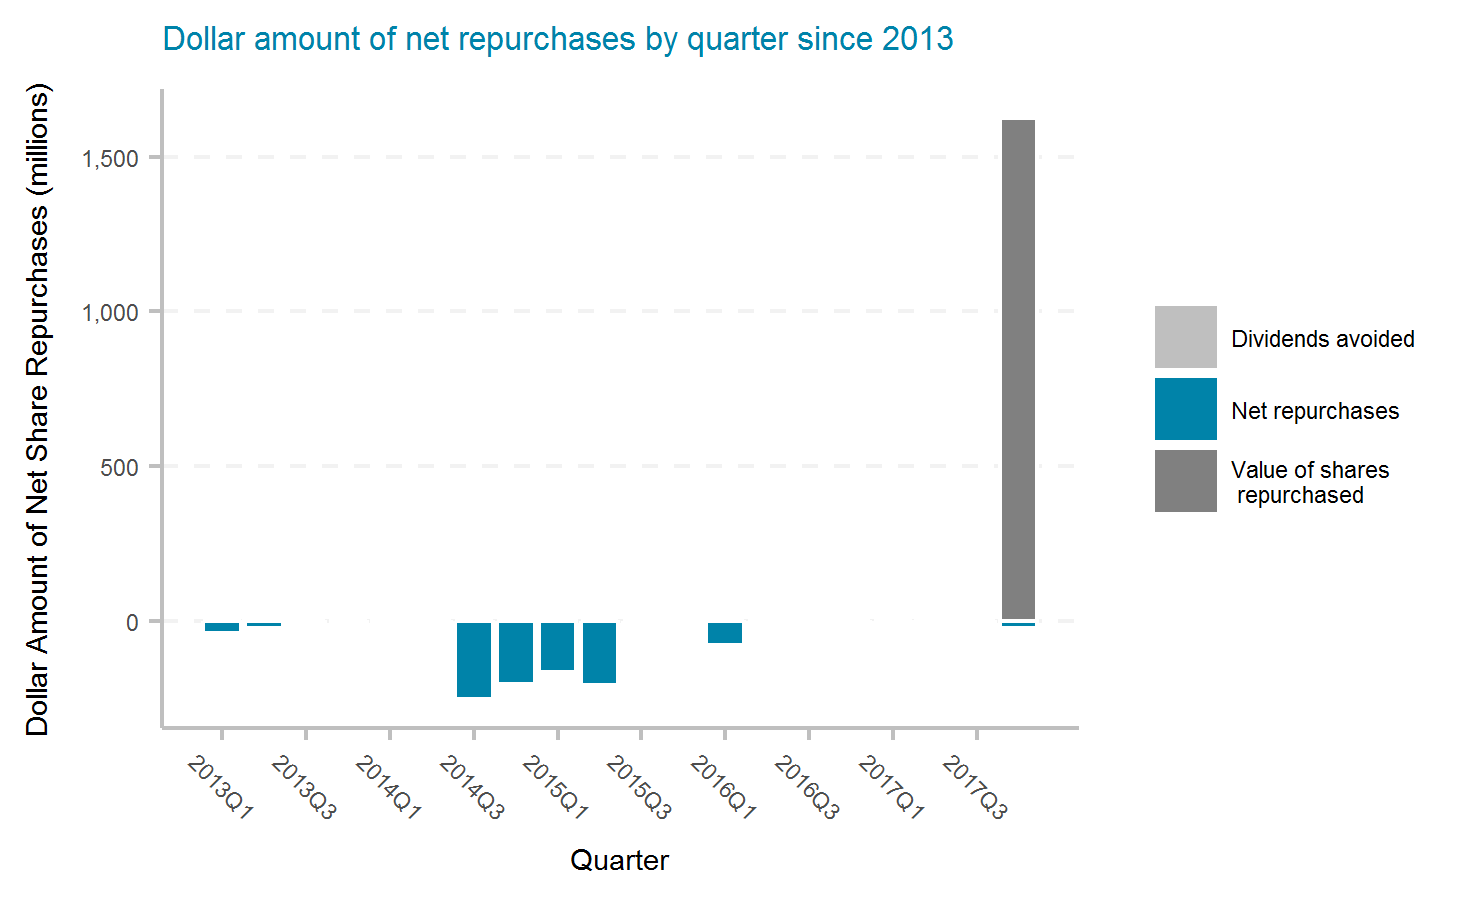 Dollar amount of net repurchases by quarter since 2013
Dollar Amount of Net Share Repurchases (millions)
1,500
1,000
500
0
2013Q1
2013Q3
2014Q1
2014Q3
2015Q1
2015Q3
2016Q1
2016Q3
2017Q1
2017Q3
Quarter
Dividends avoided
Net repurchases
Value of shares
repurchased